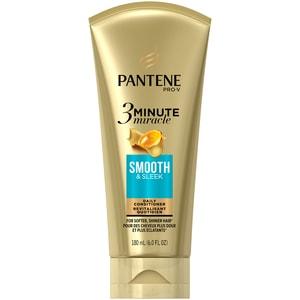 PANTENE
PRO-V
3 MINUTE
miracle
SMOOTH
& SLEEK
DAILY
CONDITIONER
REVITALISANT
QUOTIDIEN
FOR SOFTER, SHINIER HAIR*
POUR DES CHEVEUX PLUS DOUX
ET PLUS ÉCLATANTS*
180 mL (6.0 FL OZ)